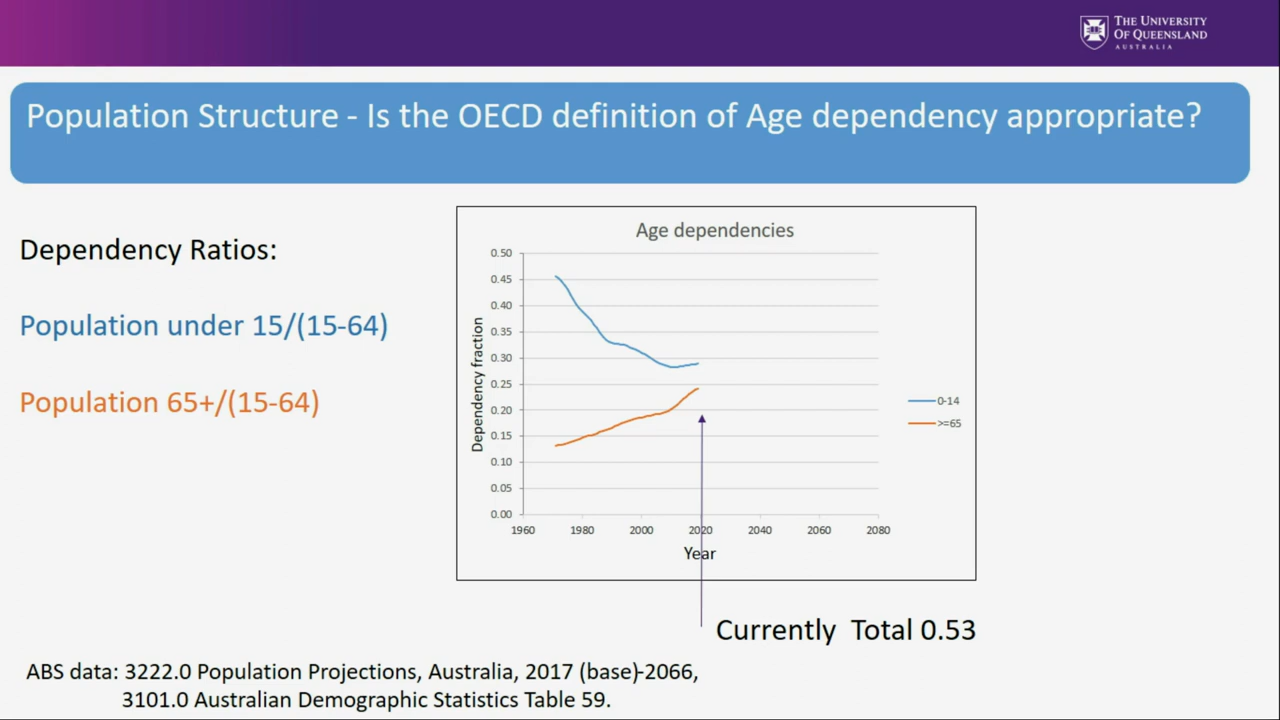 THE UNIVERSITY
OF QUEENSLAND
AUSTRALIA
Population Structure - Is the OECD definition of Age dependency appropriate?
Dependency Ratios:
Population under 15/(15-64)
Population 65+/(15-64)
Age dependencies
Dependency fraction
0.50
0.45
0.40
0.35
0.30
0.25
0.20
0.15
0.10
0.05
0.00
1960 1980 2000 2020 2040 2060 2080
Year
0-14
>=65
Currently Total 0.53
ABS data: 3222.0 Population Projections, Australia, 2017 (base)-2066,
3101.0 Australian Demographic Statistics Table 59.